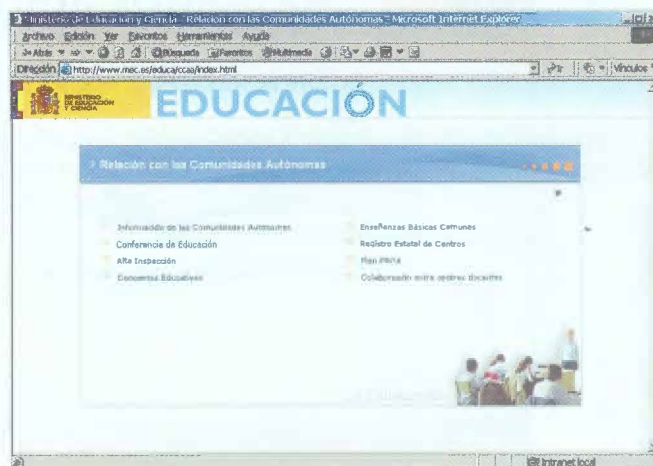 Ministerio de Educación y Ciencia - Relación con las Comunidades Autónomas - Microsoft Internet Explorer
Archivo Edición Ver Favoritos Herramientas Ayuda
Atrás Búsqueda Favoritos Multimedia
Dirección http://www.mec.es/educa/ccaa/index.html Ir Vínculos
MINISTERIO
DE EDUCACIÓN
Y CIENCIA
EDUCACIÓN
Relación con las Comunidades Autónomas
Información de las Comunidades Autónomas
Enseñanzas Básicas Comunes
Conferencia de Educación
Registro Estatal de Centros
Alta Inspección
Plan
Conciertos Educativos
Colaboración entre centros docentes
Intranet local